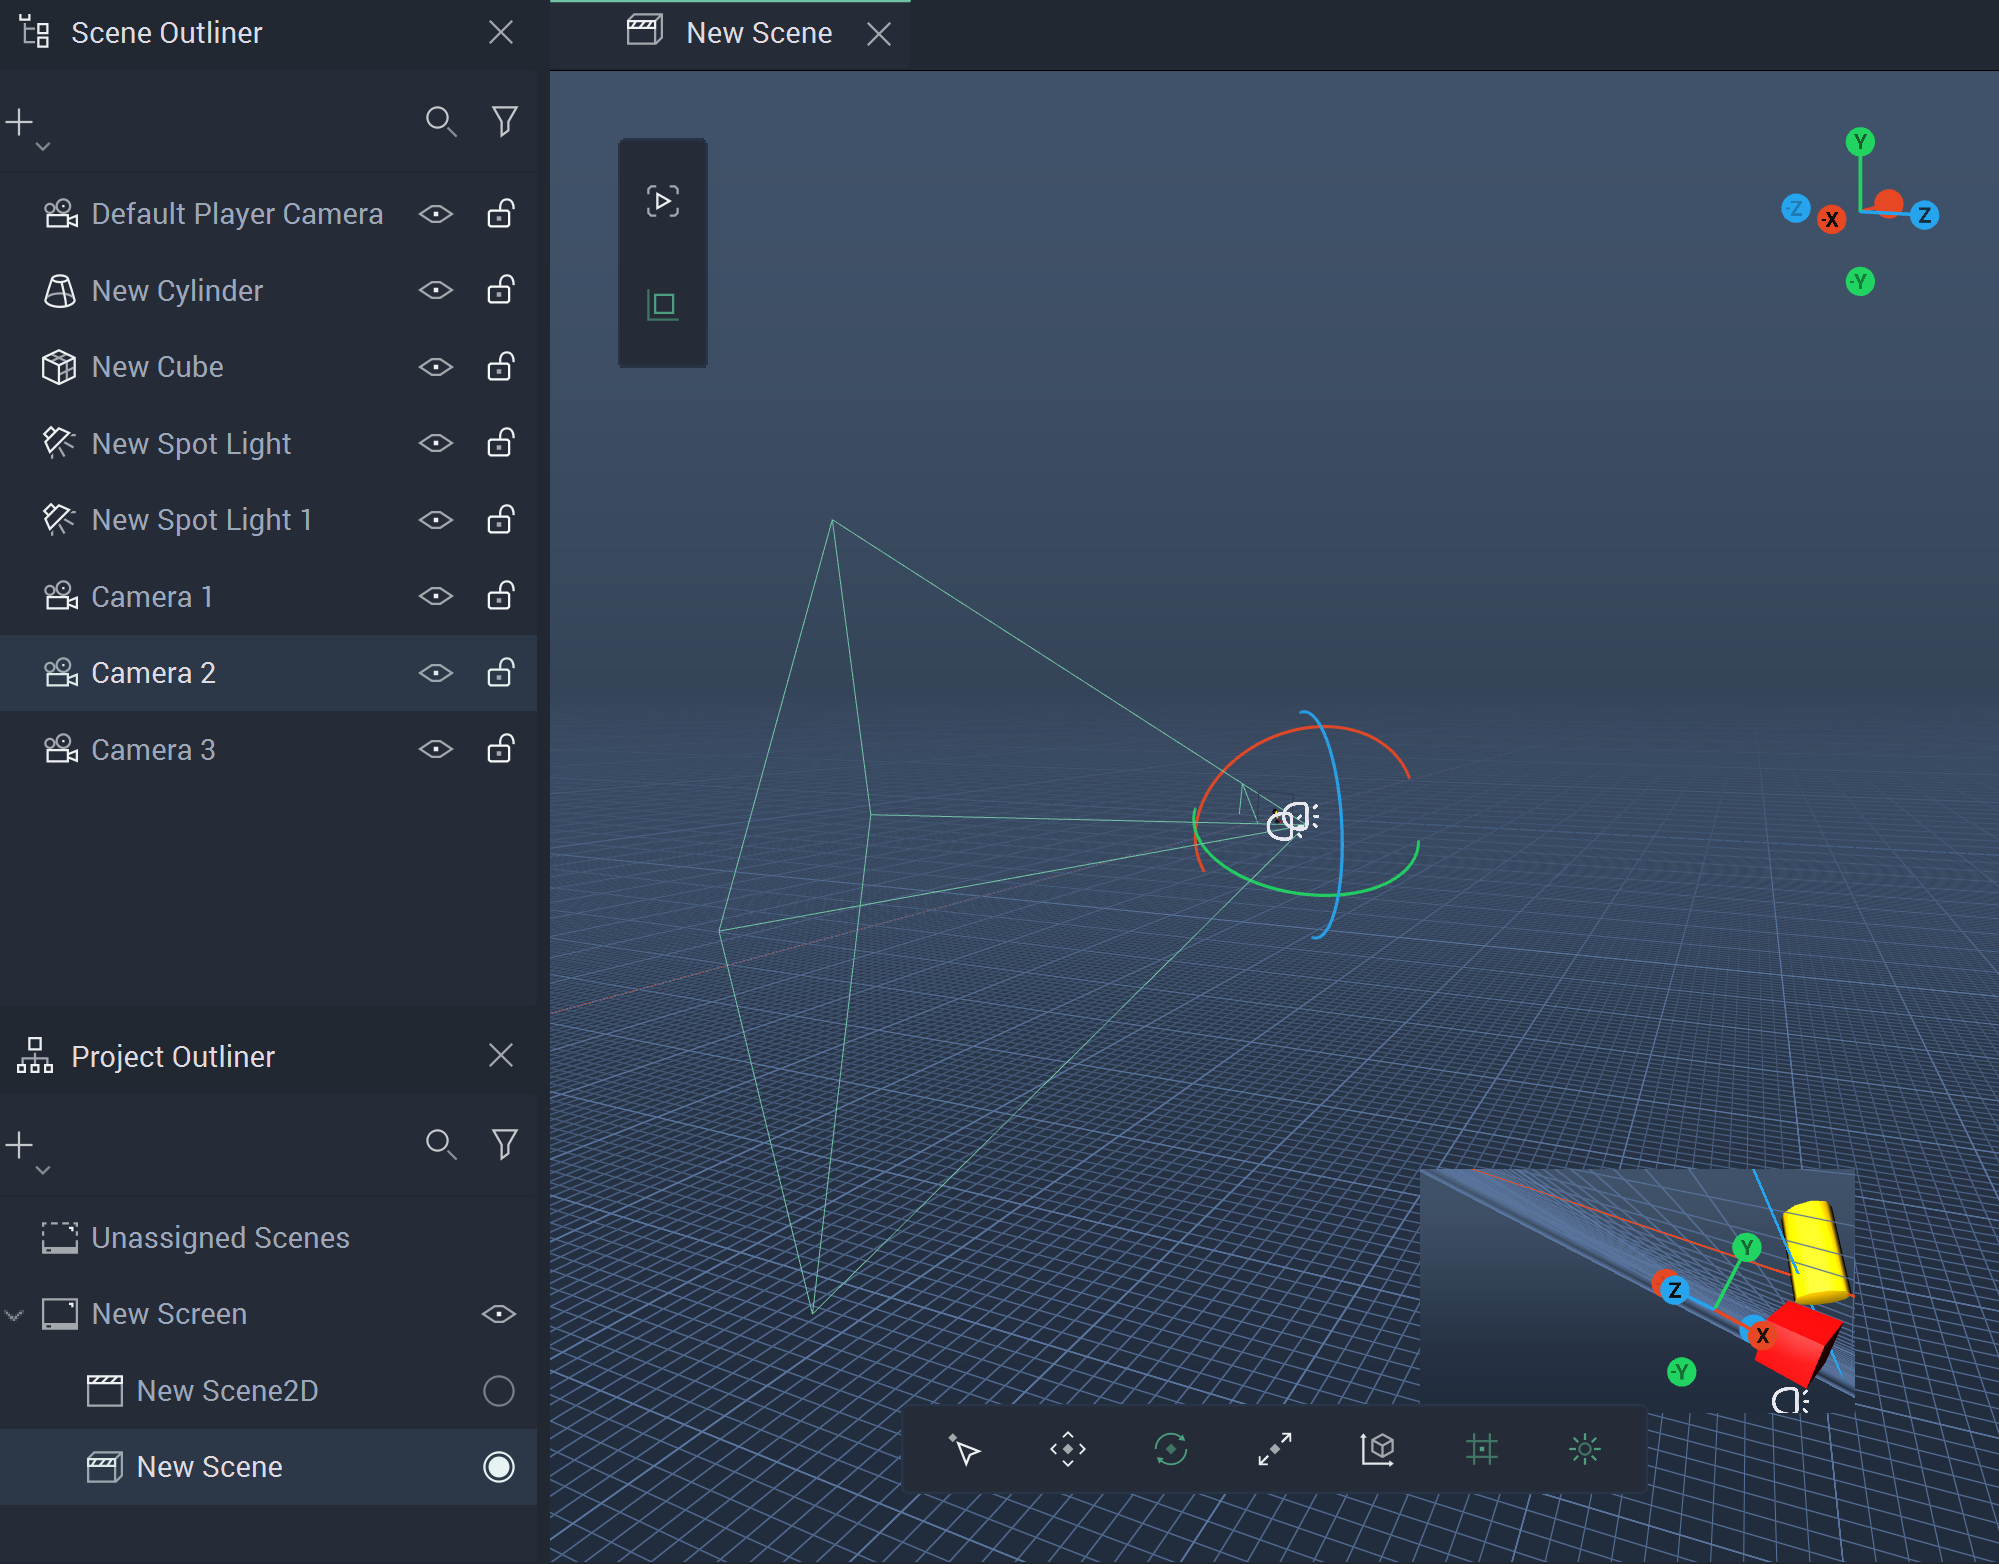 Scene Outliner
New Scene
Default Player Camera
New Cylinder
New Cube
New Spot Light
New Spot Light 1
Camera 1
Camera 2
Camera 3
Y
-Z
-X
Z
-Y
Project Outliner
Unassigned Scenes
New Screen
New Scene2D
New Scene
Y
Z
X
-Y